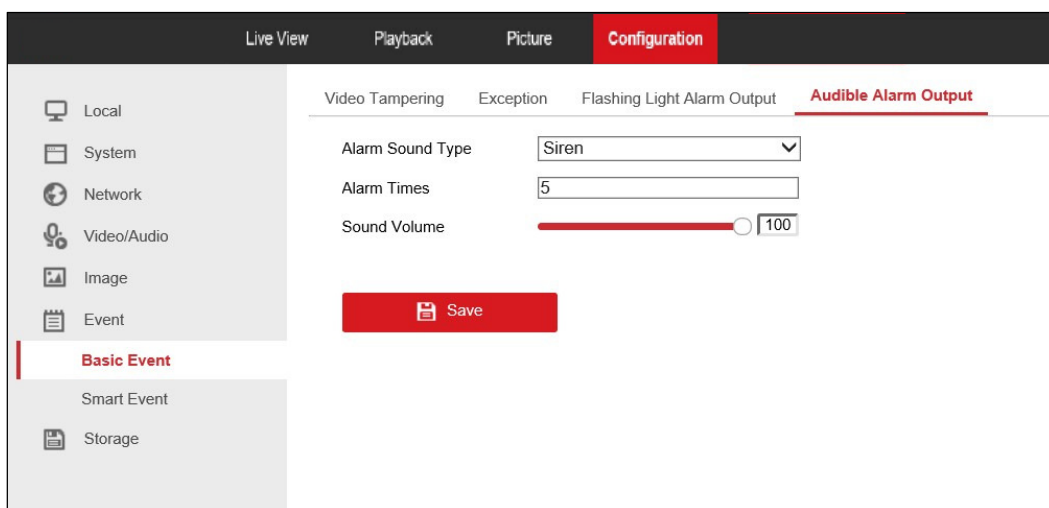 Live View Playback Picture Configuration
Video Tampering Exception Flashing Light Alarm Output Audible Alarm Output
Local
System
Network
Video/Audio
Image
Event
Basic Event
Smart Event
Storage
Alarm Sound Type Siren
Alarm Times 5
Sound Volume 100
Save